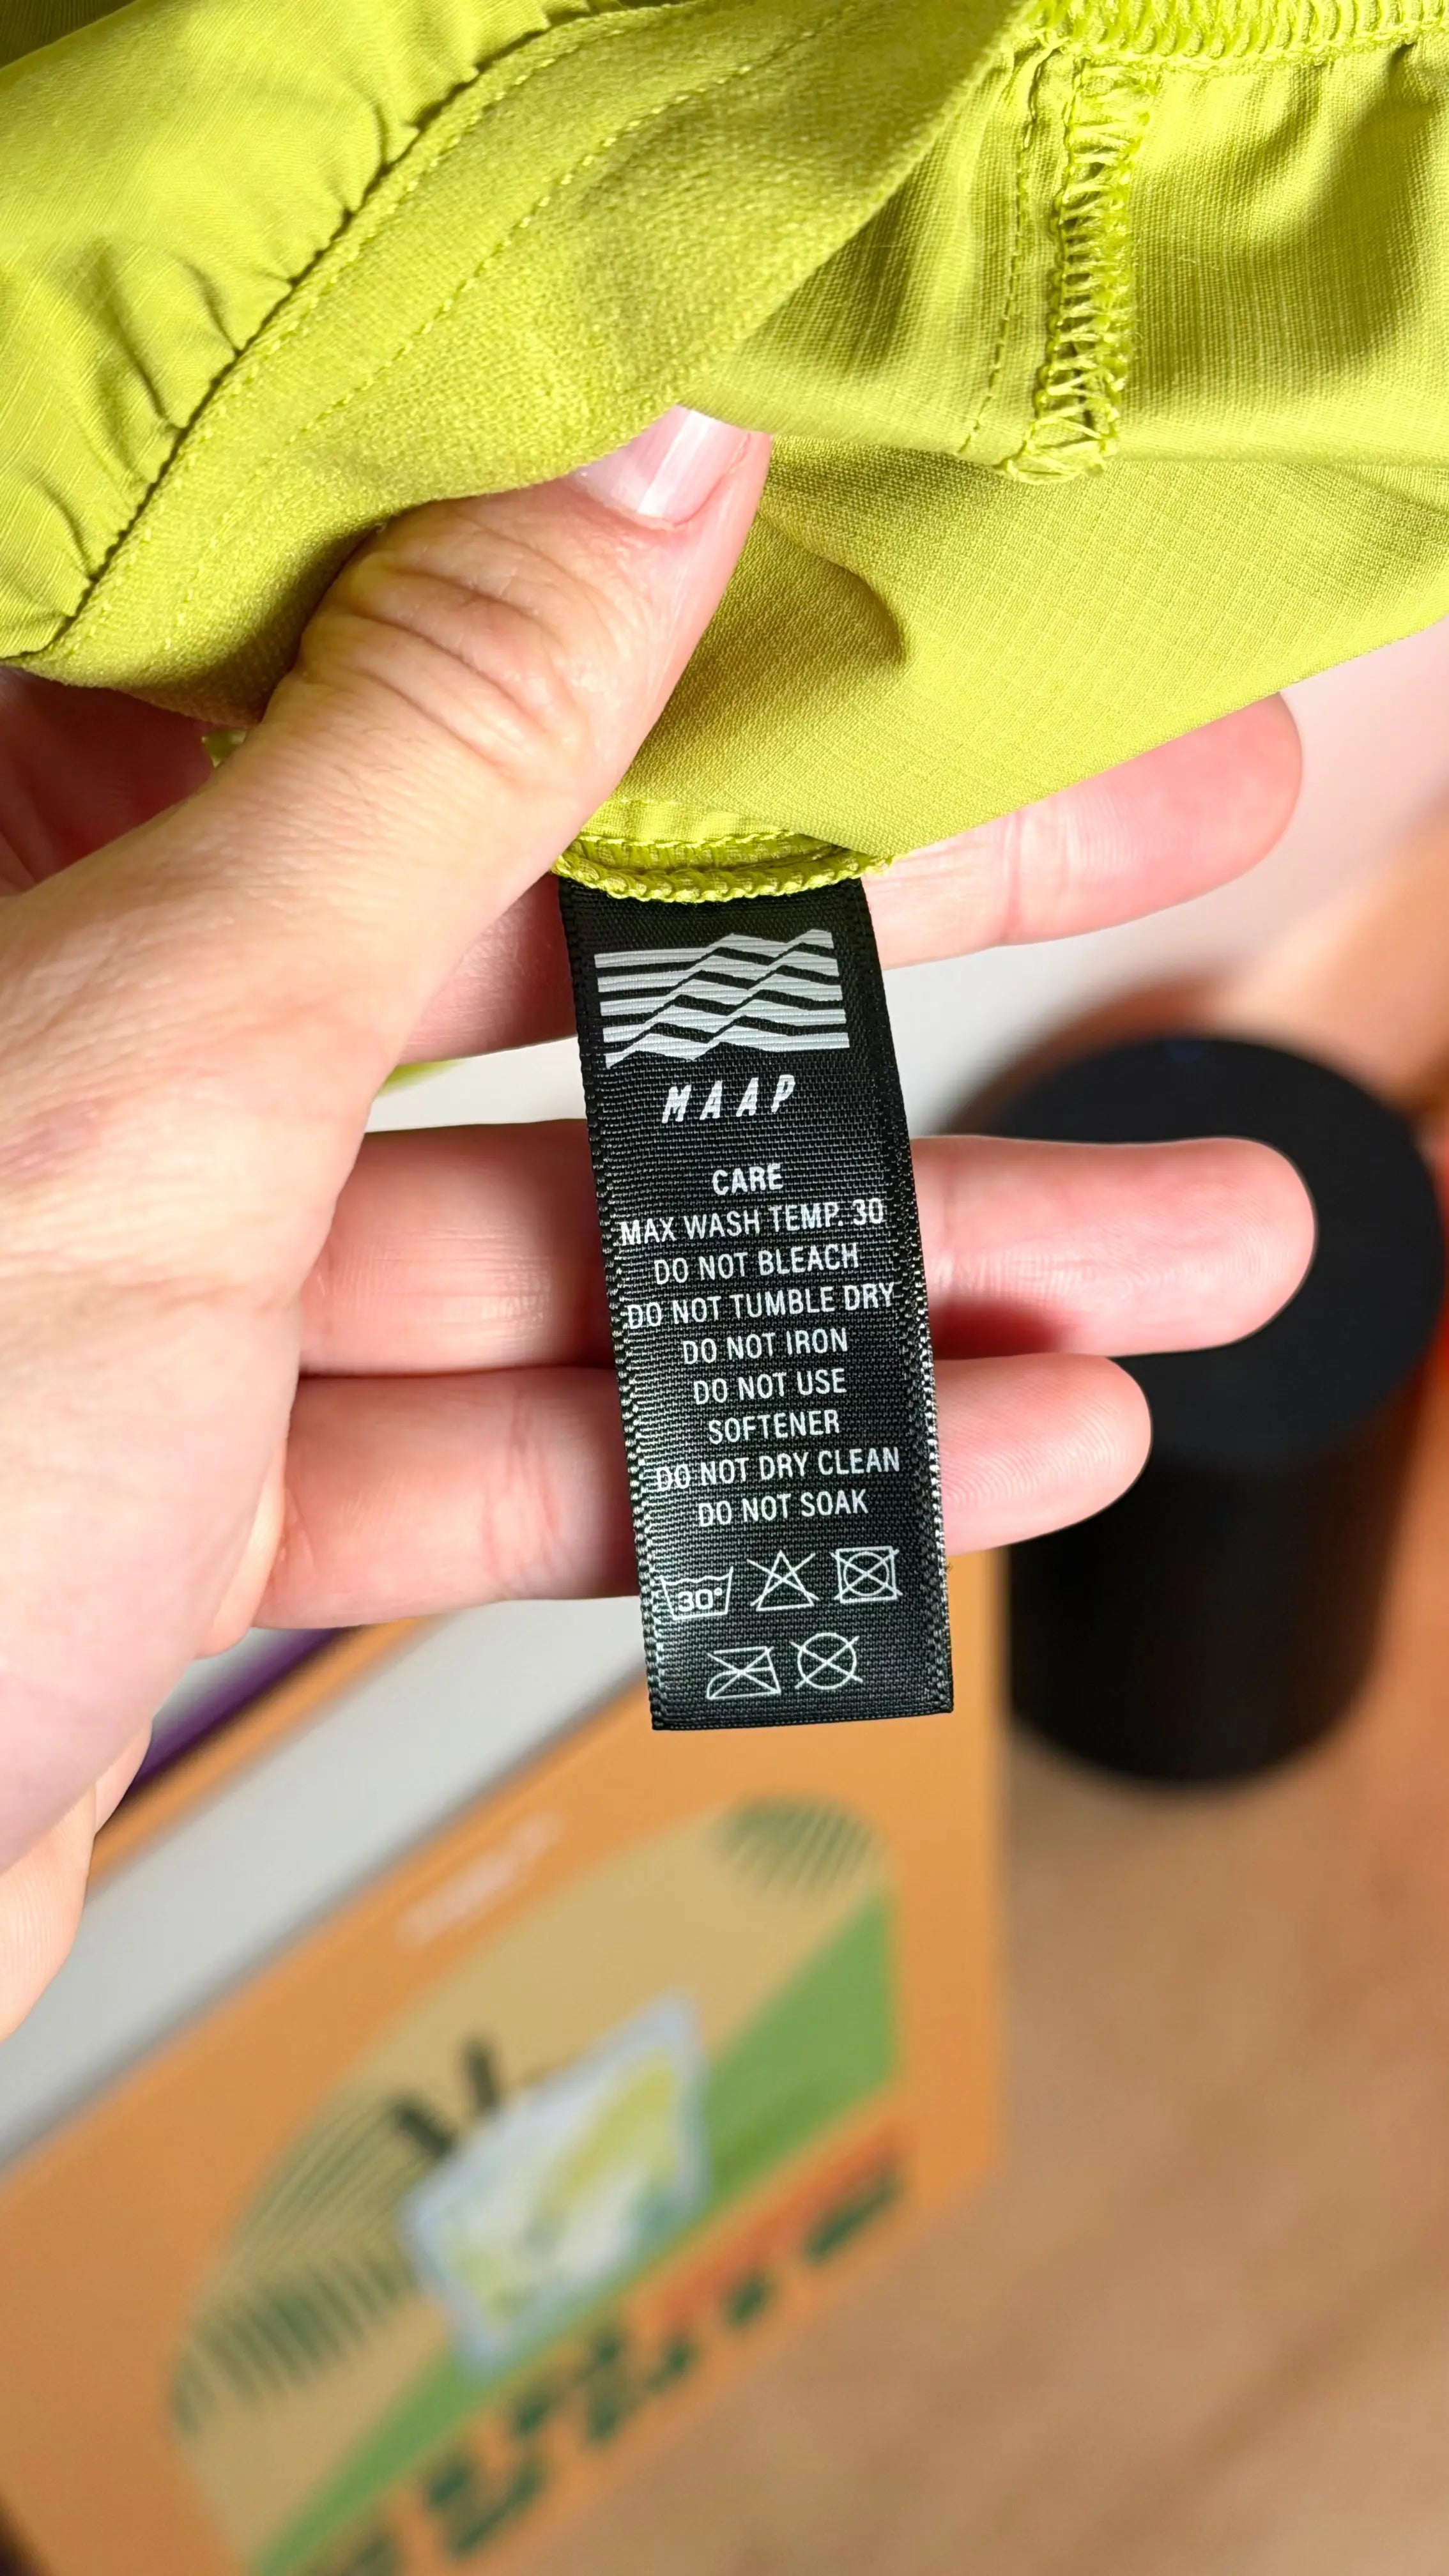 MAAP
CARE
MAX WASH TEMP. 30
DO NOT BLEACH
DO NOT TUMBLE DRY
DO NOT IRON
DO NOT USE
SOFTENER
DO NOT DRY CLEAN
DO NOT SOAK
30°